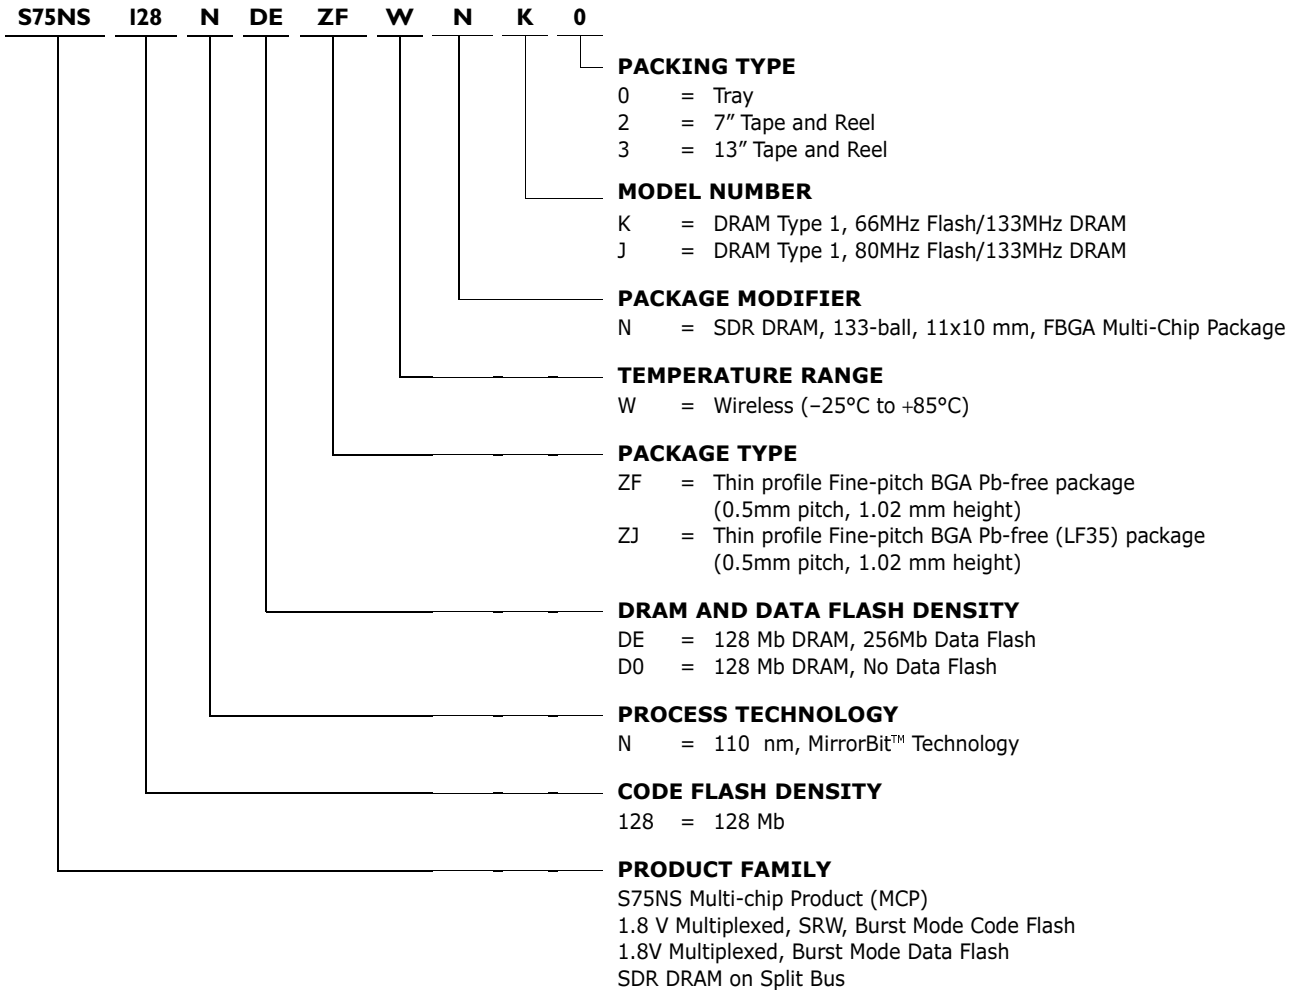 S75NS 128 N DE ZF W N K 0
PACKING TYPE
0 = Tray
2 = 7” Tape and Reel
3 = 13” Tape and Reel
MODEL NUMBER
K = DRAM Type 1, 66MHz Flash/133MHz DRAM
J = DRAM Type 1, 80MHz Flash/133MHz DRAM
PACKAGE MODIFIER
N = SDR DRAM, 133-ball, 11x10 mm, FBGA Multi-Chip Package
TEMPERATURE RANGE
W = Wireless (–25°C to +85°C)
PACKAGE TYPE
ZF = Thin profile Fine-pitch BGA Pb-free package
(0.5mm pitch, 1.02 mm height)
ZJ = Thin profile Fine-pitch BGA Pb-free (LF35) package
(0.5mm pitch, 1.02 mm height)
DRAM AND DATA FLASH DENSITY
DE = 128 Mb DRAM, 256Mb Data Flash
D0 = 128 Mb DRAM, No Data Flash
PROCESS TECHNOLOGY
N = 110 nm, MirrorBit™ Technology
CODE FLASH DENSITY
128 = 128 Mb
PRODUCT FAMILY
S75NS Multi-chip Product (MCP)
1.8 V Multiplexed, SRW, Burst Mode Code Flash
1.8V Multiplexed, Burst Mode Data Flash
SDR DRAM on Split Bus